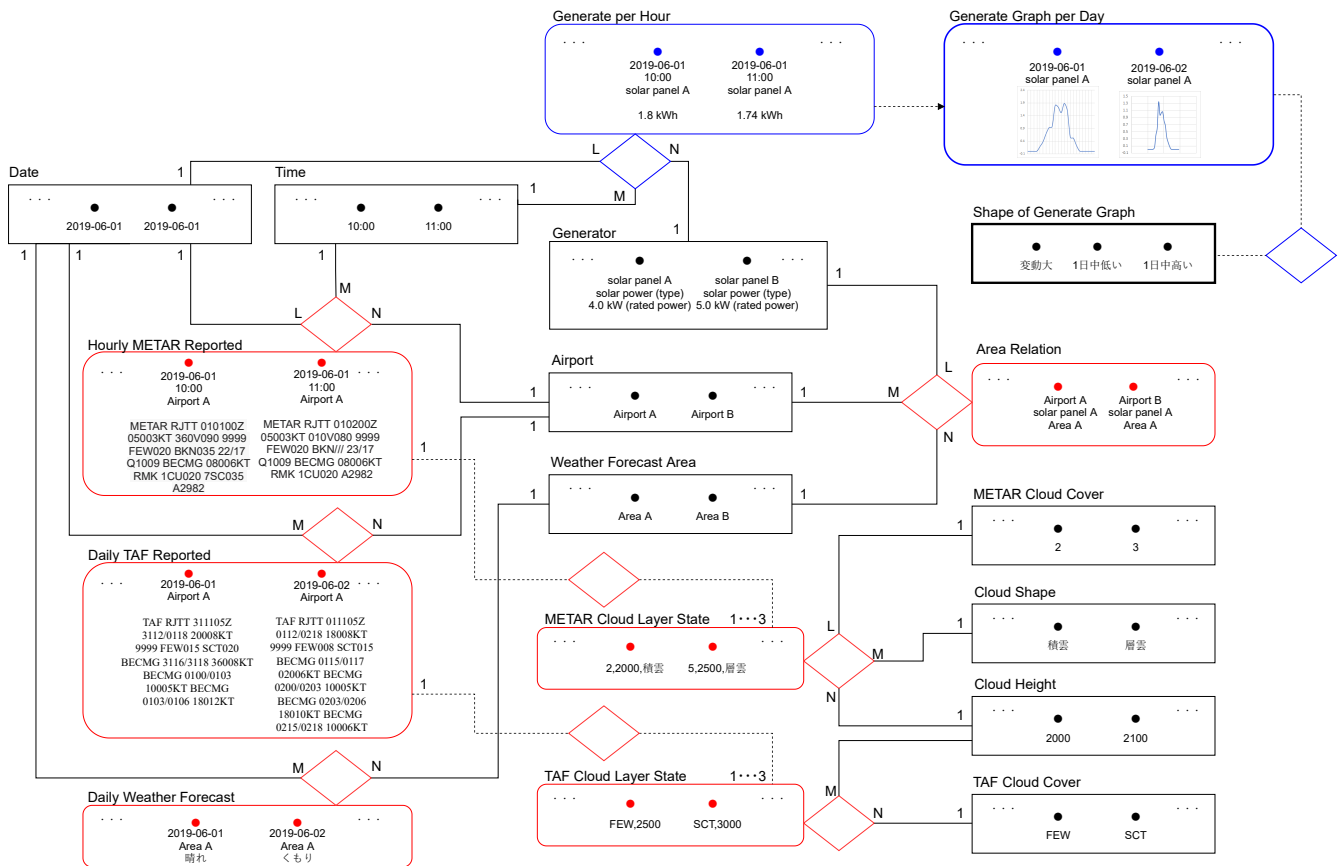 Generate per Hour
· · ·
· · ·
2019-06-01
10:00
solar panel A
1.8 kWh
2019-06-01
11:00
solar panel A
1.74 kWh
Generate Graph per Day
· · ·
· · ·
2019-06-01
solar panel A
2019-06-02
solar panel A
L
N
M
1
1
1
Date
· · ·
· · ·
2019-06-01
2019-06-01
1
1
1
Time
· · ·
· · ·
10:00
11:00
1
Generator
· · ·
· · ·
solar panel A
solar power (type)
4.0 kW (rated power)
solar panel B
solar power (type)
5.0 kW (rated power)
1
Shape of Generate Graph
· · ·
· · ·
変動大
1日中低い
1日中高い
M
L
N
Hourly METAR Reported
· · ·
· · ·
2019-06-01
10:00
Airport A
METAR RJTT 010100Z
05003KT 360V090 9999
FEW020 BKN035 22/17
Q1009 BECMG 08006KT
RMK 1CU020 7SC035
A2982
2019-06-01
11:00
Airport A
METAR RJTT 010200Z
05003KT 010V080 9999
FEW020 BKN/// 23/17
Q1009 BECMG 08006KT
RMK 1CU020 A2982
1
Airport
· · ·
· · ·
Airport A
Airport B
1
1
1
L
M
N
Area Relation
· · ·
· · ·
Airport A
solar panel A
Area A
Airport B
solar panel A
Area A
Weather Forecast Area
· · ·
· · ·
Area A
Area B
1
1
METAR Cloud Cover
· · ·
· · ·
2
3
1
M
N
Daily TAF Reported
· · ·
· · ·
2019-06-01
Airport A
TAF RJTT 311105Z
3112/0118 20008KT
9999 FEW015 SCT020
BECMG 3116/3118 36008KT
BECMG 0100/0103
10005KT BECMG
0103/0106 18012KT
2019-06-02
Airport A
TAF RJTT 011105Z
0112/0218 18008KT
9999 FEW008 SCT015
BECMG 0115/0117
02006KT BECMG
0200/0203 10005KT
BECMG 0203/0206
18010KT BECMG
0215/0218 10006KT
1
METAR Cloud Layer State
1･･･3
· · ·
· · ·
2,2000,積雲
5,2500,層雲
L
M
N
Cloud Shape
· · ·
· · ·
積雲
層雲
1
Cloud Height
· · ·
· · ·
2000
2100
1
M
N
TAF Cloud Layer State
1･･･3
· · ·
· · ·
FEW,2500
SCT,3000
M
N
TAF Cloud Cover
· · ·
· · ·
FEW
SCT
1
Daily Weather Forecast
· · ·
· · ·
2019-06-01
Area A
晴れ
2019-06-02
Area A
くもり